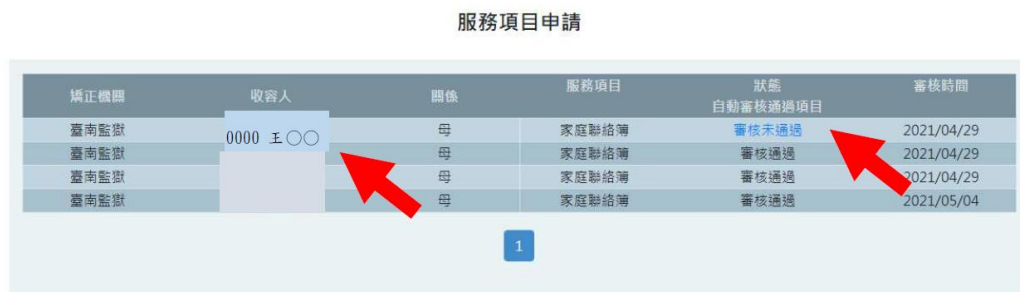 服務項目申請
矯正機關 收容人 關係 服務項目 狀態 自動審核通過項目 審核時間
臺南監獄 0000 王○○ 母 家庭聯絡簿 審核未通過 2021/04/29
臺南監獄 母 家庭聯絡簿 審核通過 2021/04/29
臺南監獄 家庭聯絡簿 審核通過 2021/04/29
臺南監獄 母 家庭聯絡簿 審核通過 2021/05/04
1